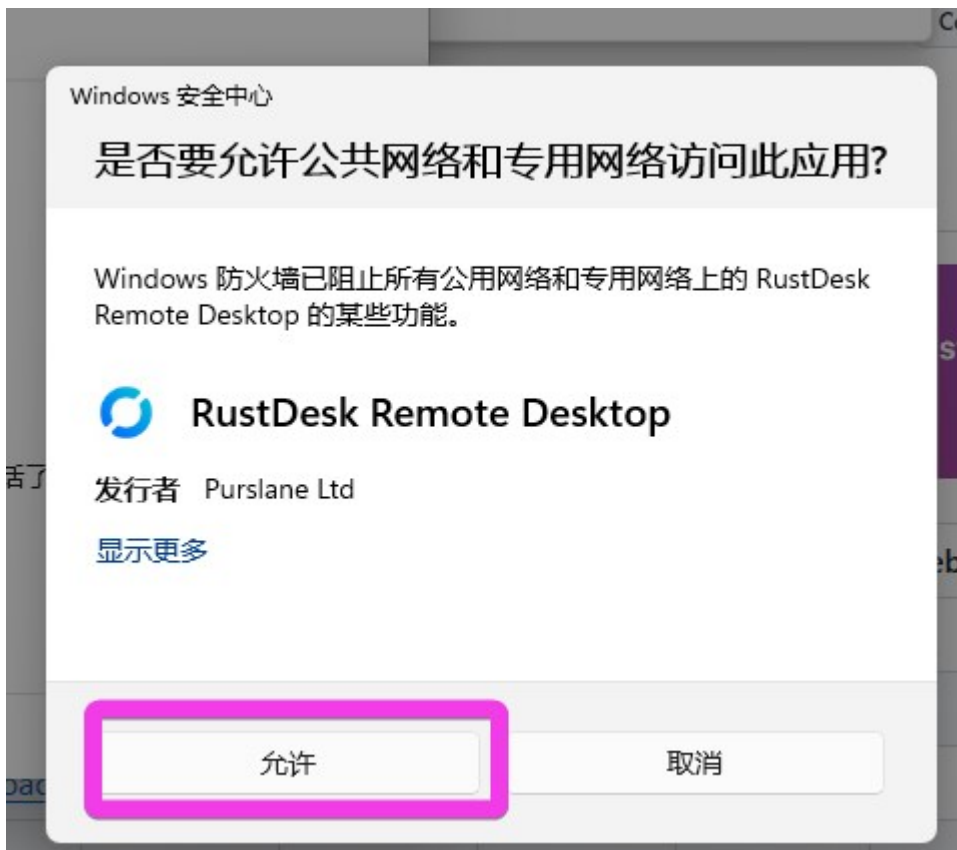 Windows 安全中心
是否要允许公共网络和专用网络访问此应用?
Windows 防火墙已阻止所有公用网络和专用网络上的 RustDesk
Remote Desktop 的某些功能。
RustDesk Remote Desktop
发行者 Purslane Ltd
显示更多
允许 取消